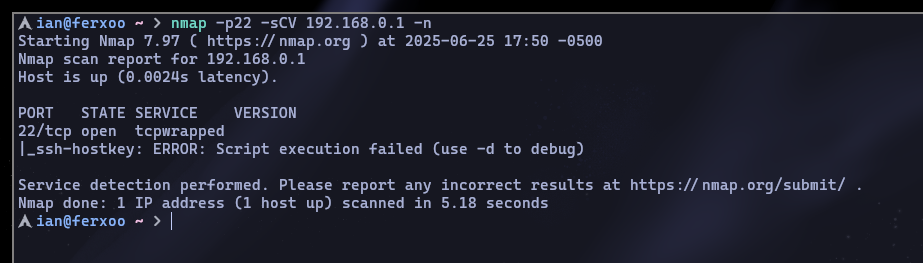 ian@ferxoo ~ > nmap -p22 -sCV 192.168.0.1 -n
Starting Nmap 7.97 ( https://nmap.org ) at 2025-06-25 17:50 -0500
Nmap scan report for 192.168.0.1
Host is up (0.0024s latency).
PORT   STATE SERVICE    VERSION
22/tcp open  tcpwrapped
|_ssh-hostkey: ERROR: Script execution failed (use -d to debug)
Service detection performed. Please report any incorrect results at https://nmap.org/submit/ .
Nmap done: 1 IP address (1 host up) scanned in 5.18 seconds
ian@ferxoo ~ >